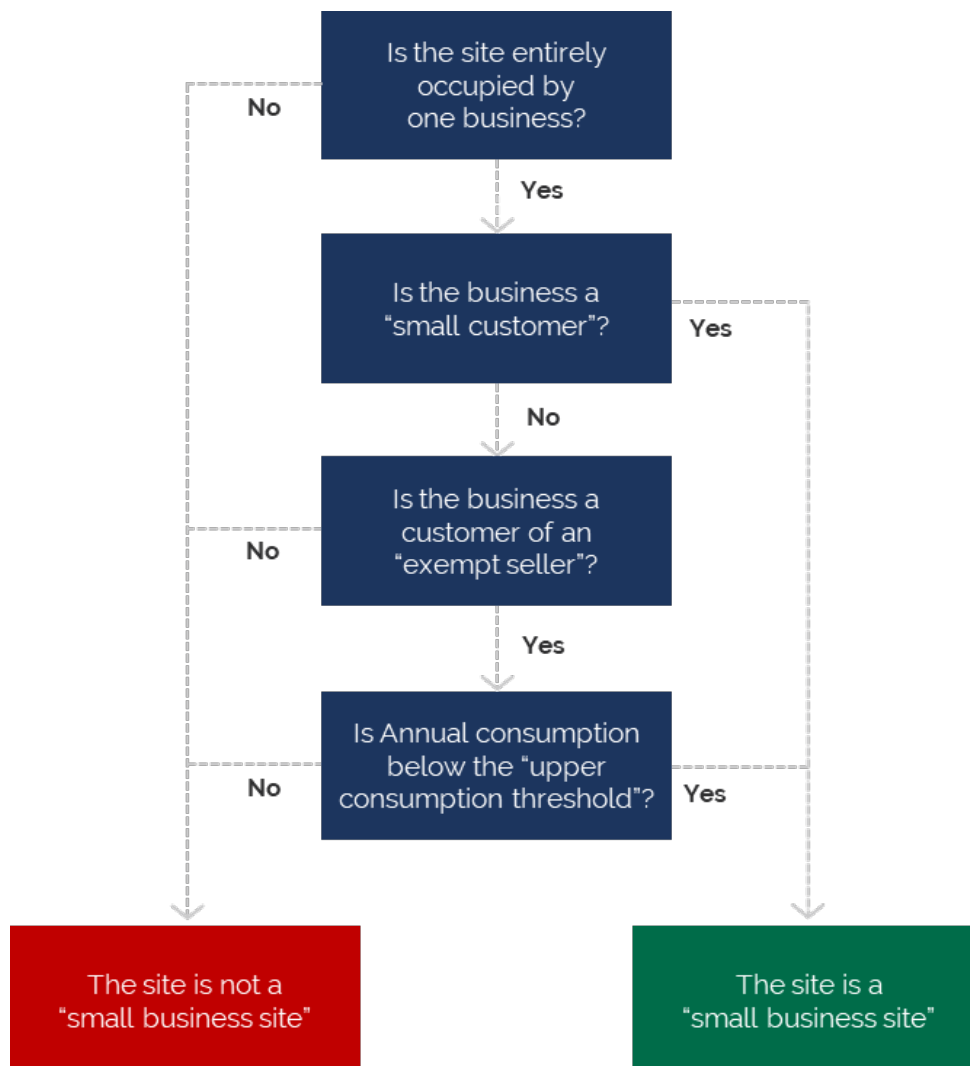 Is the site entirely
occupied by
one business?
No
Yes
Is the business a
“small customer”?
Yes
No
Is the business a
customer of an
“exempt seller”?
No
Yes
Is Annual consumption
below the “upper
consumption threshold”?
No
Yes
The site is not a
“small business site”
The site is a
“small business site”